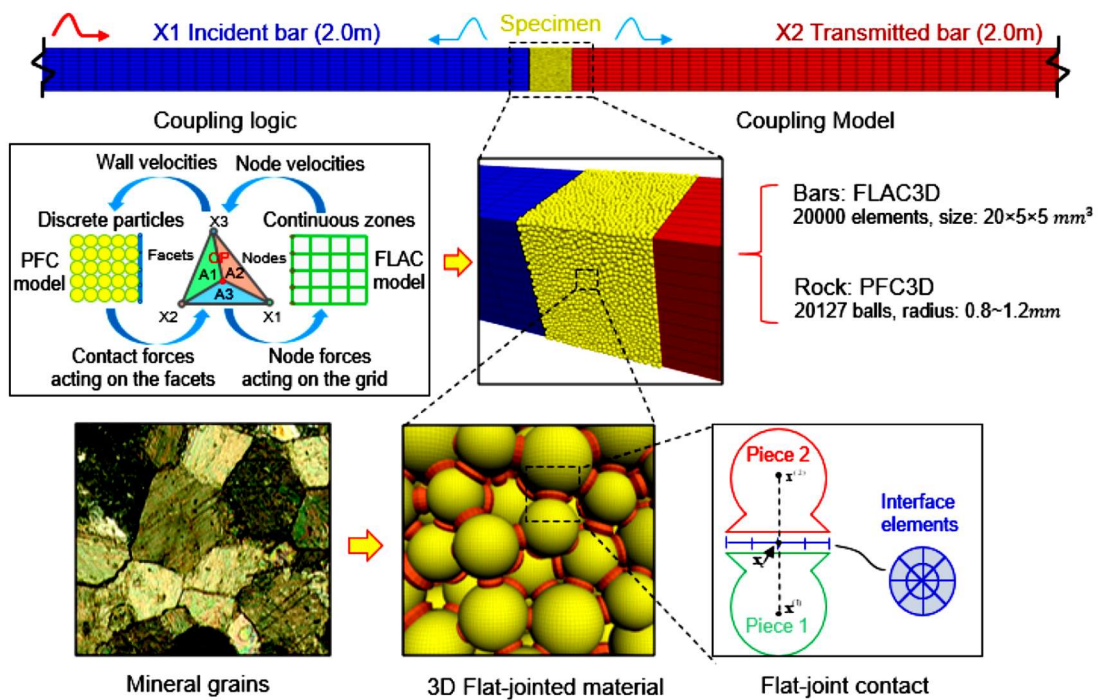 Specimen
X1 Incident bar (2.0m)
X2 Transmitted bar (2.0m)
Coupling logic
Coupling Model
Wall velocities
Node velocities
X3
Discrete particles
Continuous zones
PFC
model
Facets
CP
Nodes
A1
A2
A3
FLAC
model
X2
X1
Contact forces
acting on the facets
Node forces
acting on the grid
Bars: FLAC3D
20000 elements, size: 20×5×5 mm³
Rock: PFC3D
20127 balls, radius: 0.8~1.2mm
Piece 2
x⁽²⁾
Interface
elements
x⁽¹⁾
Piece 1
Mineral grains
3D Flat-jointed material
Flat-joint contact